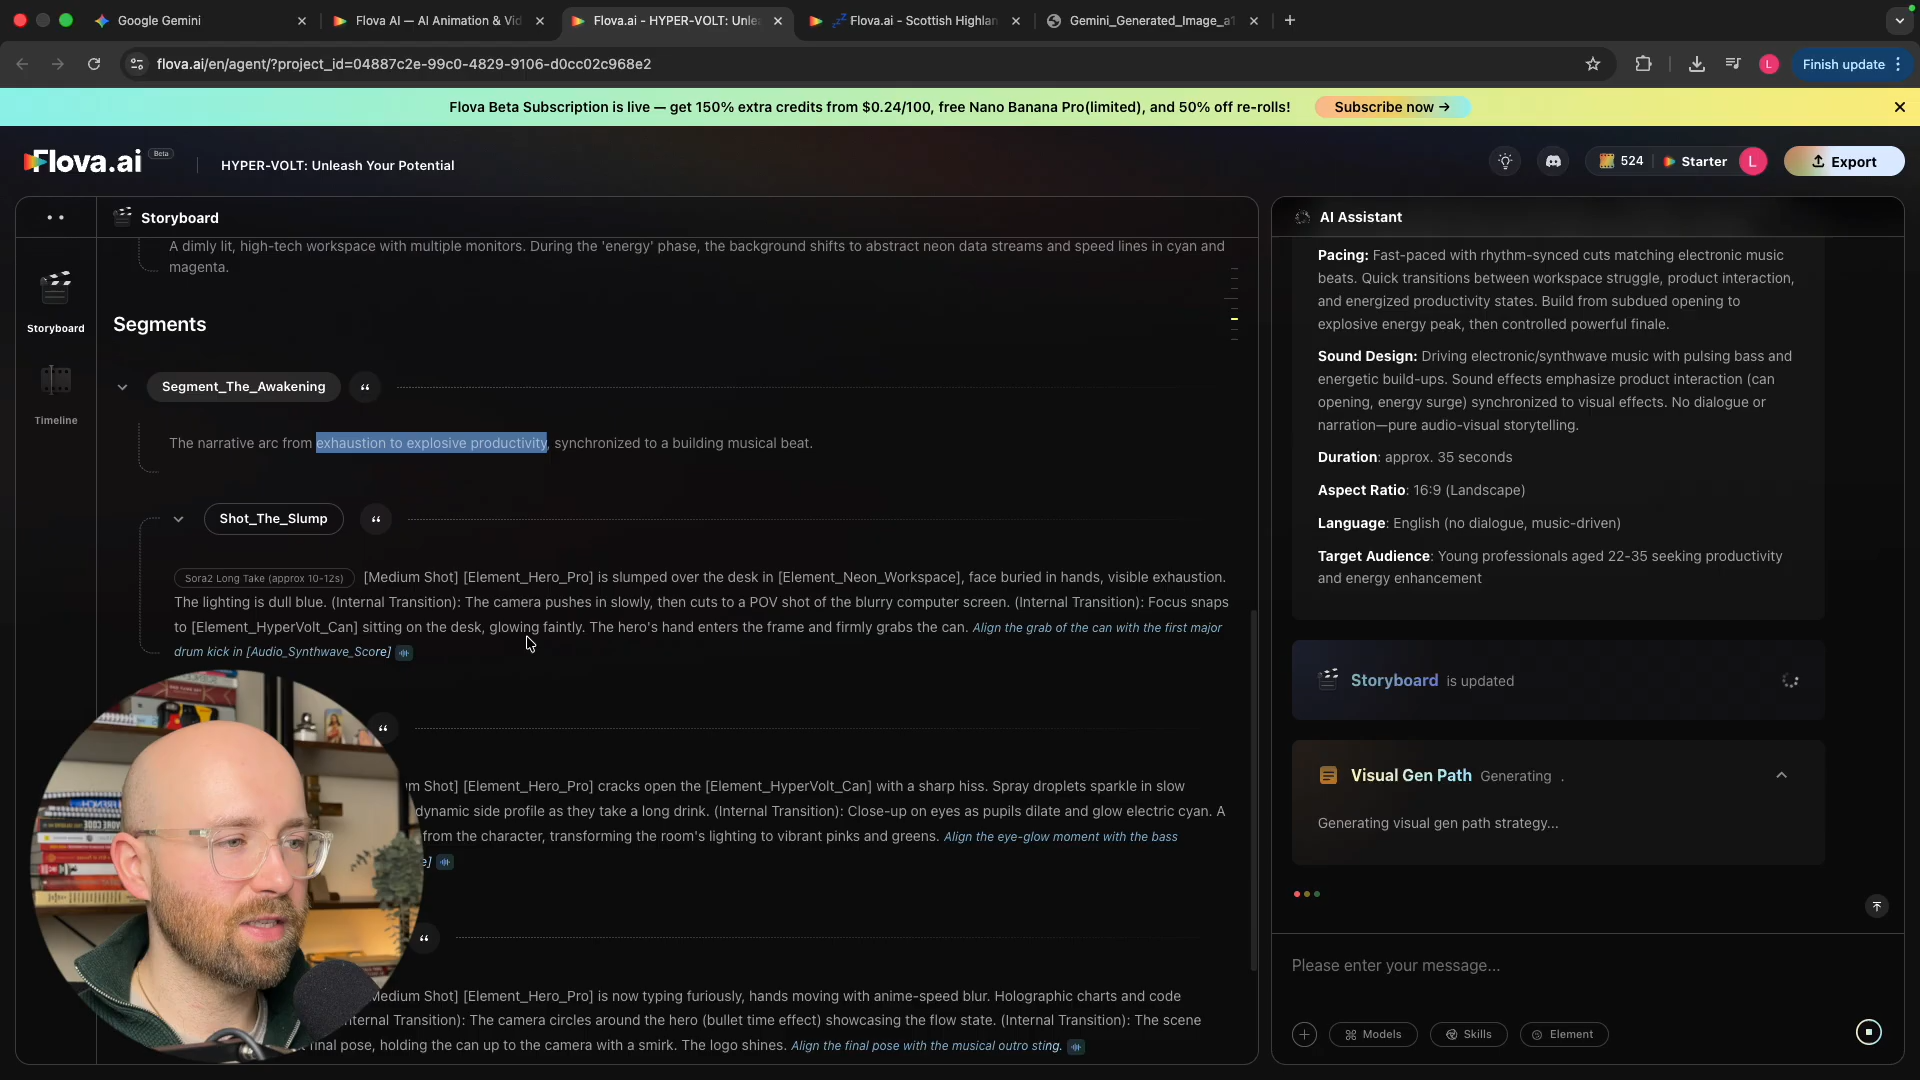 Google Gemini
Flova AI — AI Animation & Vid
Flova.ai - HYPER-VOLT: Unle
Flova.ai - Scottish Highlan
Gemini_Generated_Image_a1
flova.ai/en/agent/?project_id=04887c2e-99c0-4829-9106-d0cc02c968e2
L
Finish update
Flova Beta Subscription is live — get 150% extra credits from $0.24/100, free Nano Banana Pro(limited), and 50% off re-rolls!
Subscribe now →
Flova.ai
Beta
HYPER-VOLT: Unleash Your Potential
524
Starter
L
Export
Storyboard
AI Assistant
Storyboard
Timeline
A dimly lit, high-tech workspace with multiple monitors. During the 'energy' phase, the background shifts to abstract neon data streams and speed lines in cyan and
magenta.
Segments
Segment_The_Awakening
The narrative arc from exhaustion to explosive productivity, synchronized to a building musical beat.
Shot_The_Slump
Sora2 Long Take (approx 10-12s) [Medium Shot] [Element_Hero_Pro] is slumped over the desk in [Element_Neon_Workspace], face buried in hands, visible exhaustion.
The lighting is dull blue. (Internal Transition): The camera pushes in slowly, then cuts to a POV shot of the blurry computer screen. (Internal Transition): Focus snaps
to [Element_HyperVolt_Can] sitting on the desk, glowing faintly. The hero's hand enters the frame and firmly grabs the can. Align the grab of the can with the first major
drum kick in [Audio_Synthwave_Score]
m Shot] [Element_Hero_Pro] cracks open the [Element_HyperVolt_Can] with a sharp hiss. Spray droplets sparkle in slow
dynamic side profile as they take a long drink. (Internal Transition): Close-up on eyes as pupils dilate and glow electric cyan. A
from the character, transforming the room's lighting to vibrant pinks and greens. Align the eye-glow moment with the bass
e]
Medium Shot] [Element_Hero_Pro] is now typing furiously, hands moving with anime-speed blur. Holographic charts and code
nternal Transition): The camera circles around the hero (bullet time effect) showcasing the flow state. (Internal Transition): The scene
final pose, holding the can up to the camera with a smirk. The logo shines. Align the final pose with the musical outro sting.
Pacing: Fast-paced with rhythm-synced cuts matching electronic music
beats. Quick transitions between workspace struggle, product interaction,
and energized productivity states. Build from subdued opening to
explosive energy peak, then controlled powerful finale.
Sound Design: Driving electronic/synthwave music with pulsing bass and
energetic build-ups. Sound effects emphasize product interaction (can
opening, energy surge) synchronized to visual effects. No dialogue or
narration—pure audio-visual storytelling.
Duration: approx. 35 seconds
Aspect Ratio: 16:9 (Landscape)
Language: English (no dialogue, music-driven)
Target Audience: Young professionals aged 22-35 seeking productivity
and energy enhancement
Storyboard is updated
Visual Gen Path Generating .
Generating visual gen path strategy...
Please enter your message...
Models
Skills
Element